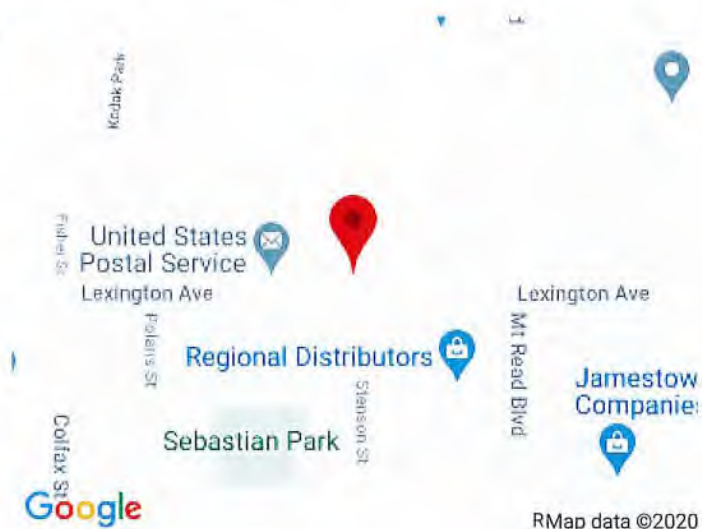 Kodak Park
Fisher St
United States
Postal Service
Lexington Ave
Lexington Ave
Polaris St
Regional Distributors
Stenson St
Mt Read Blvd
Jamestow
Companie
Colfax St
Sebastian Park
Google
RMap data ©2020